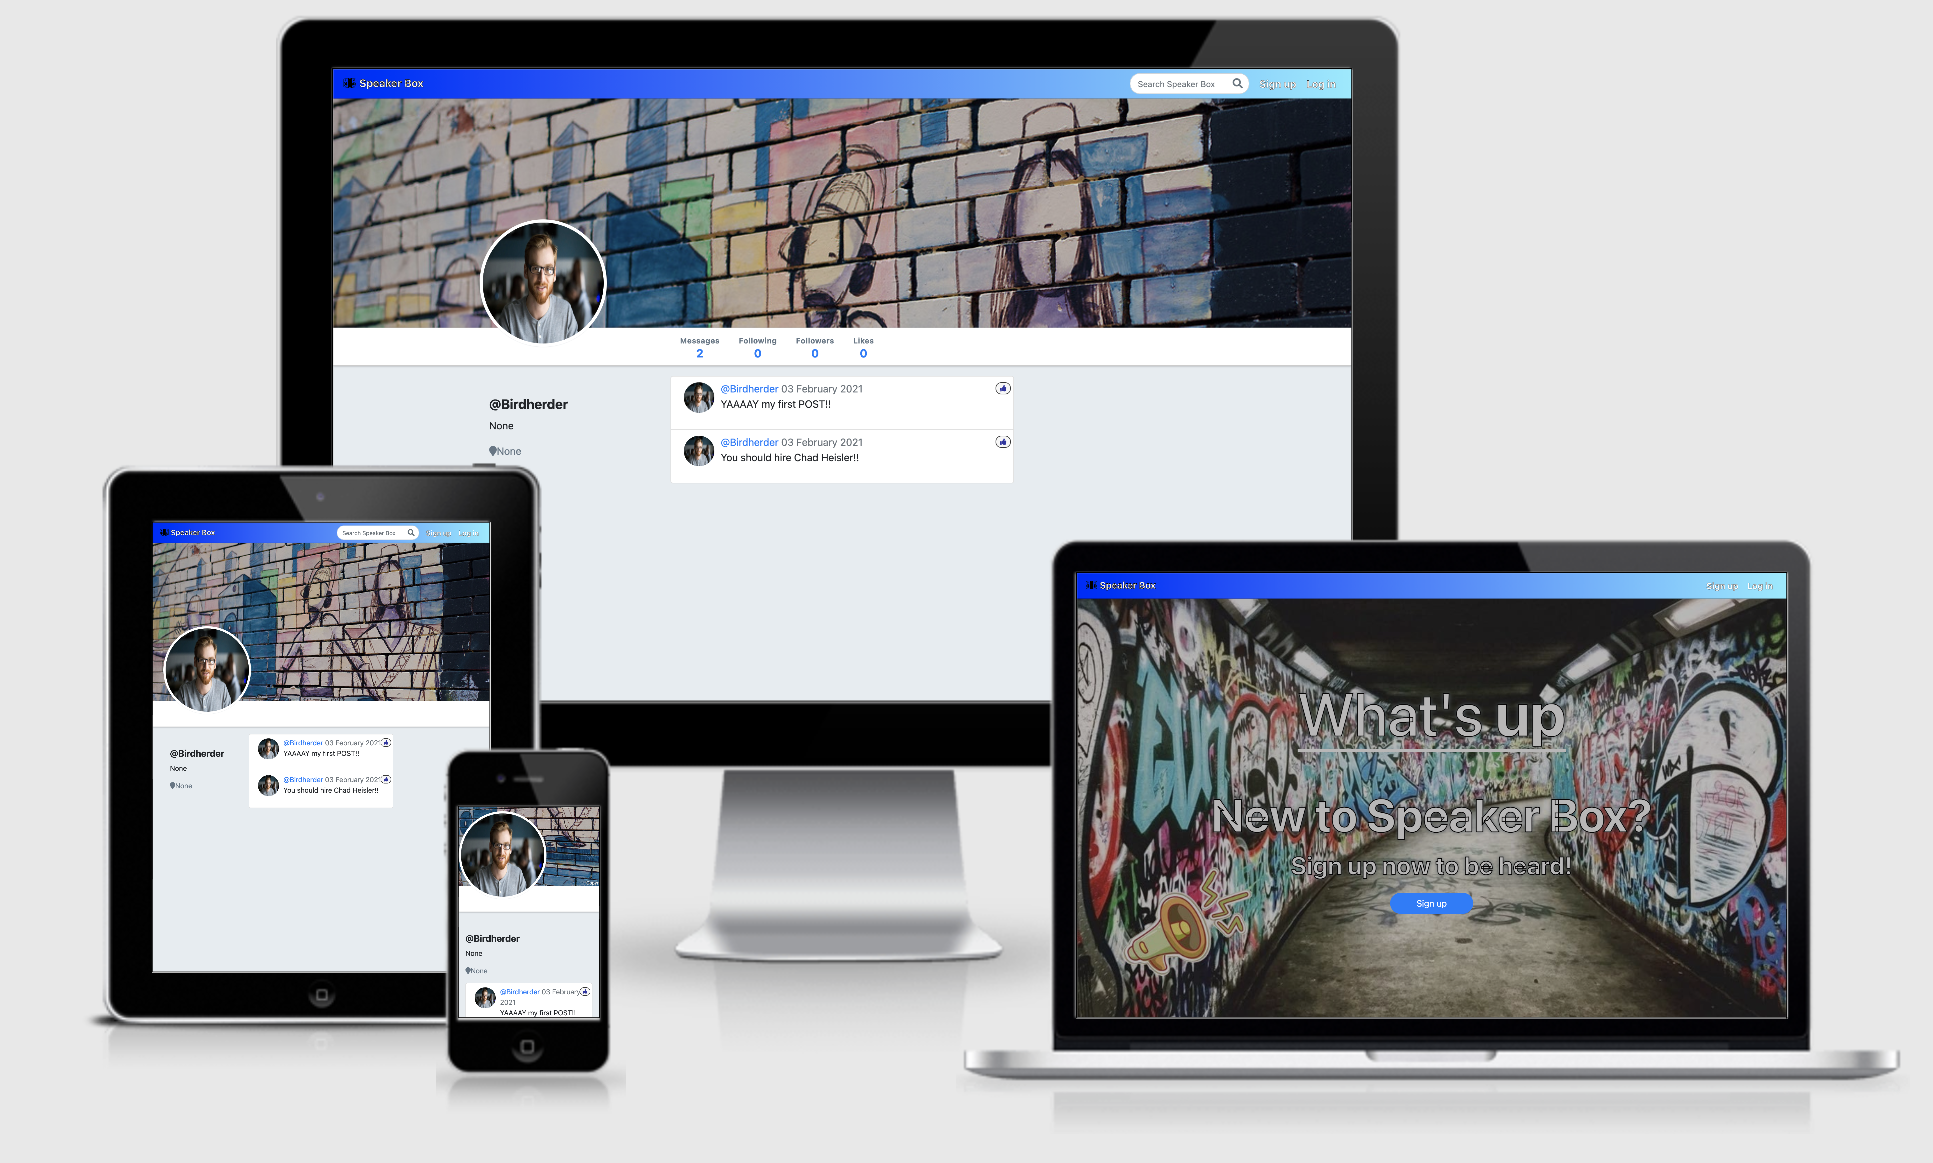 Speaker Box
Search Speaker Box
Sign up Log in
Messages Following Followers Likes
2 0 0 0
@Birdherder
None
None
@Birdherder 03 February 2021
YAAAAY my first POST!!
@Birdherder 03 February 2021
You should hire Chad Heisler!!
Speaker Box
Search Speaker Box
Sign up Log in
@Birdherder
None
None
@Birdherder 03 February 2021
YAAAAY my first POST!!
@Birdherder 03 February 2021
You should hire Chad Heisler!!
@Birdherder
None
None
@Birdherder 03 February
2021
YAAAAY my first POST!!
Speaker Box
Sign up Log in
What's up
New to Speaker Box?
Sign up now to be heard!
Sign up